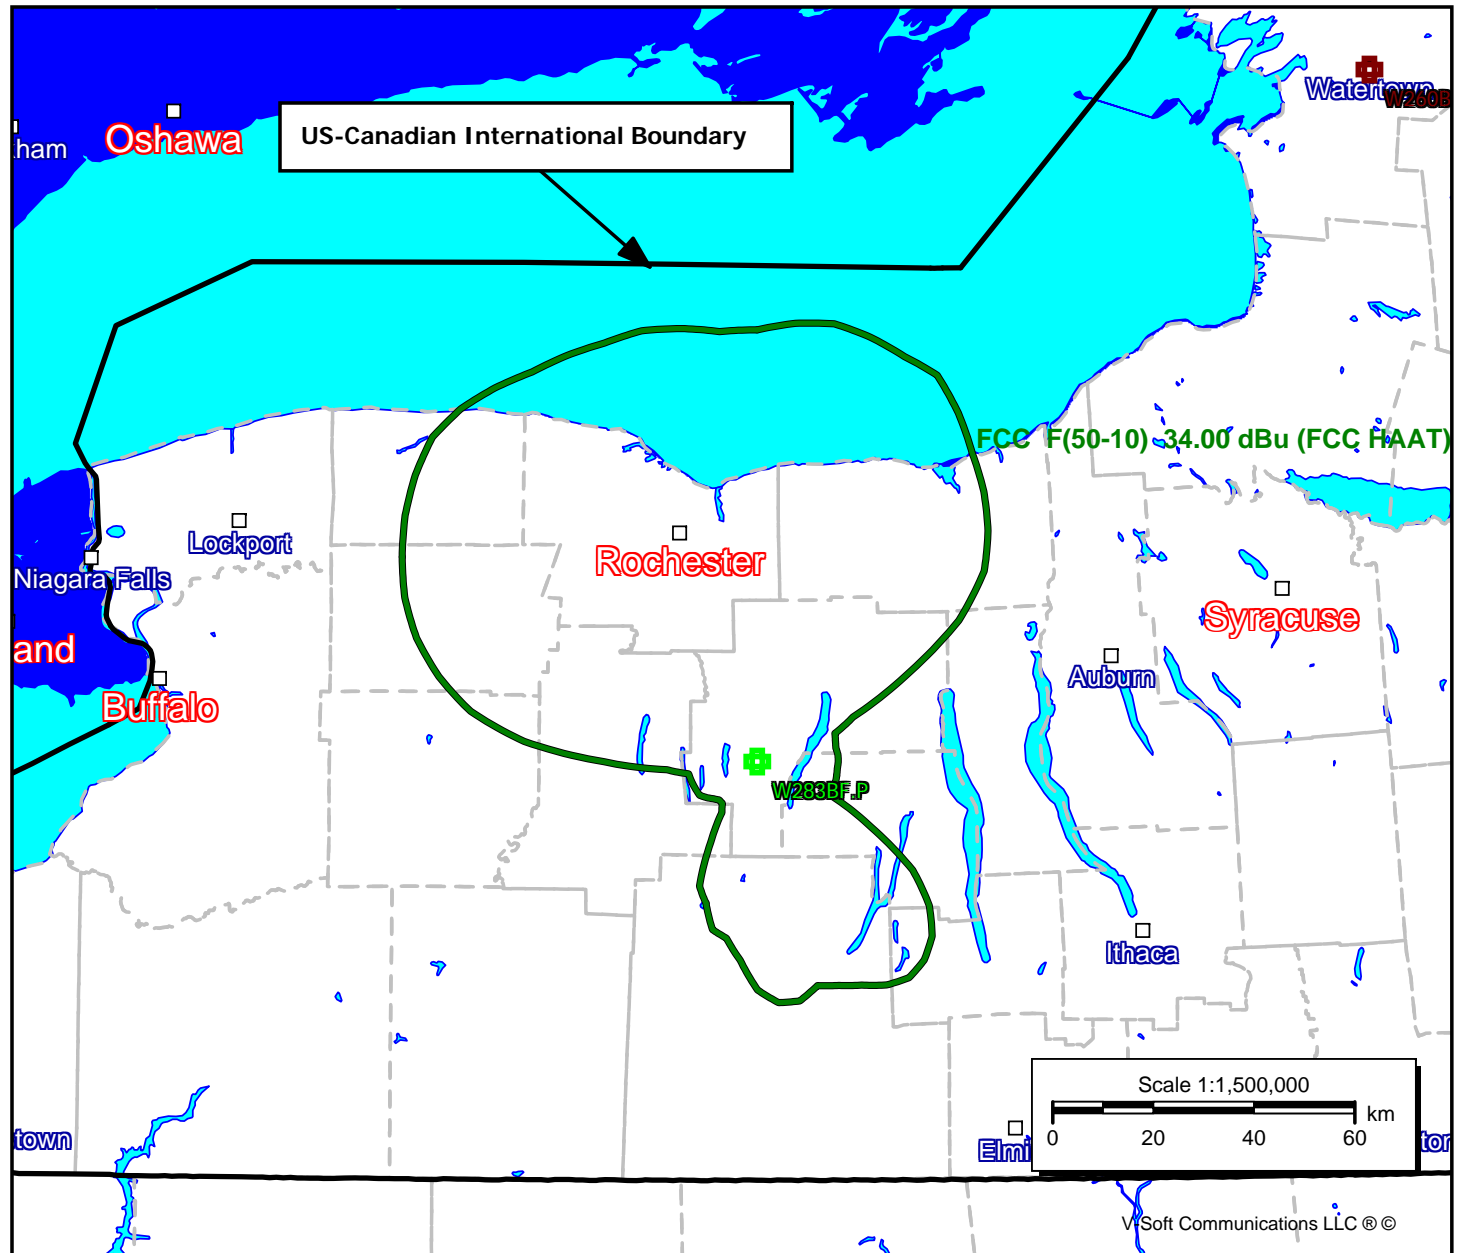 Watertown
W260B
Oshawa
ham
US-Canadian International Boundary
FCC F(50-10) 34.00 dBu (FCC HAAT)
Lockport
Rochester
Niagara Falls
Syracuse
and
Auburn
Buffalo
W283BF.P
Ithaca
Scale 1:1,500,000
km
0 20 40 60
town
Elmi
tor
V-Soft Communications LLC ® ©